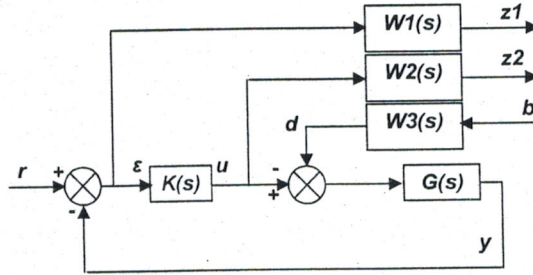 W1(s)
z1
W2(s)
z2
W3(s)
b
d
r
+
-
ε
K(s)
u
-
+
G(s)
y